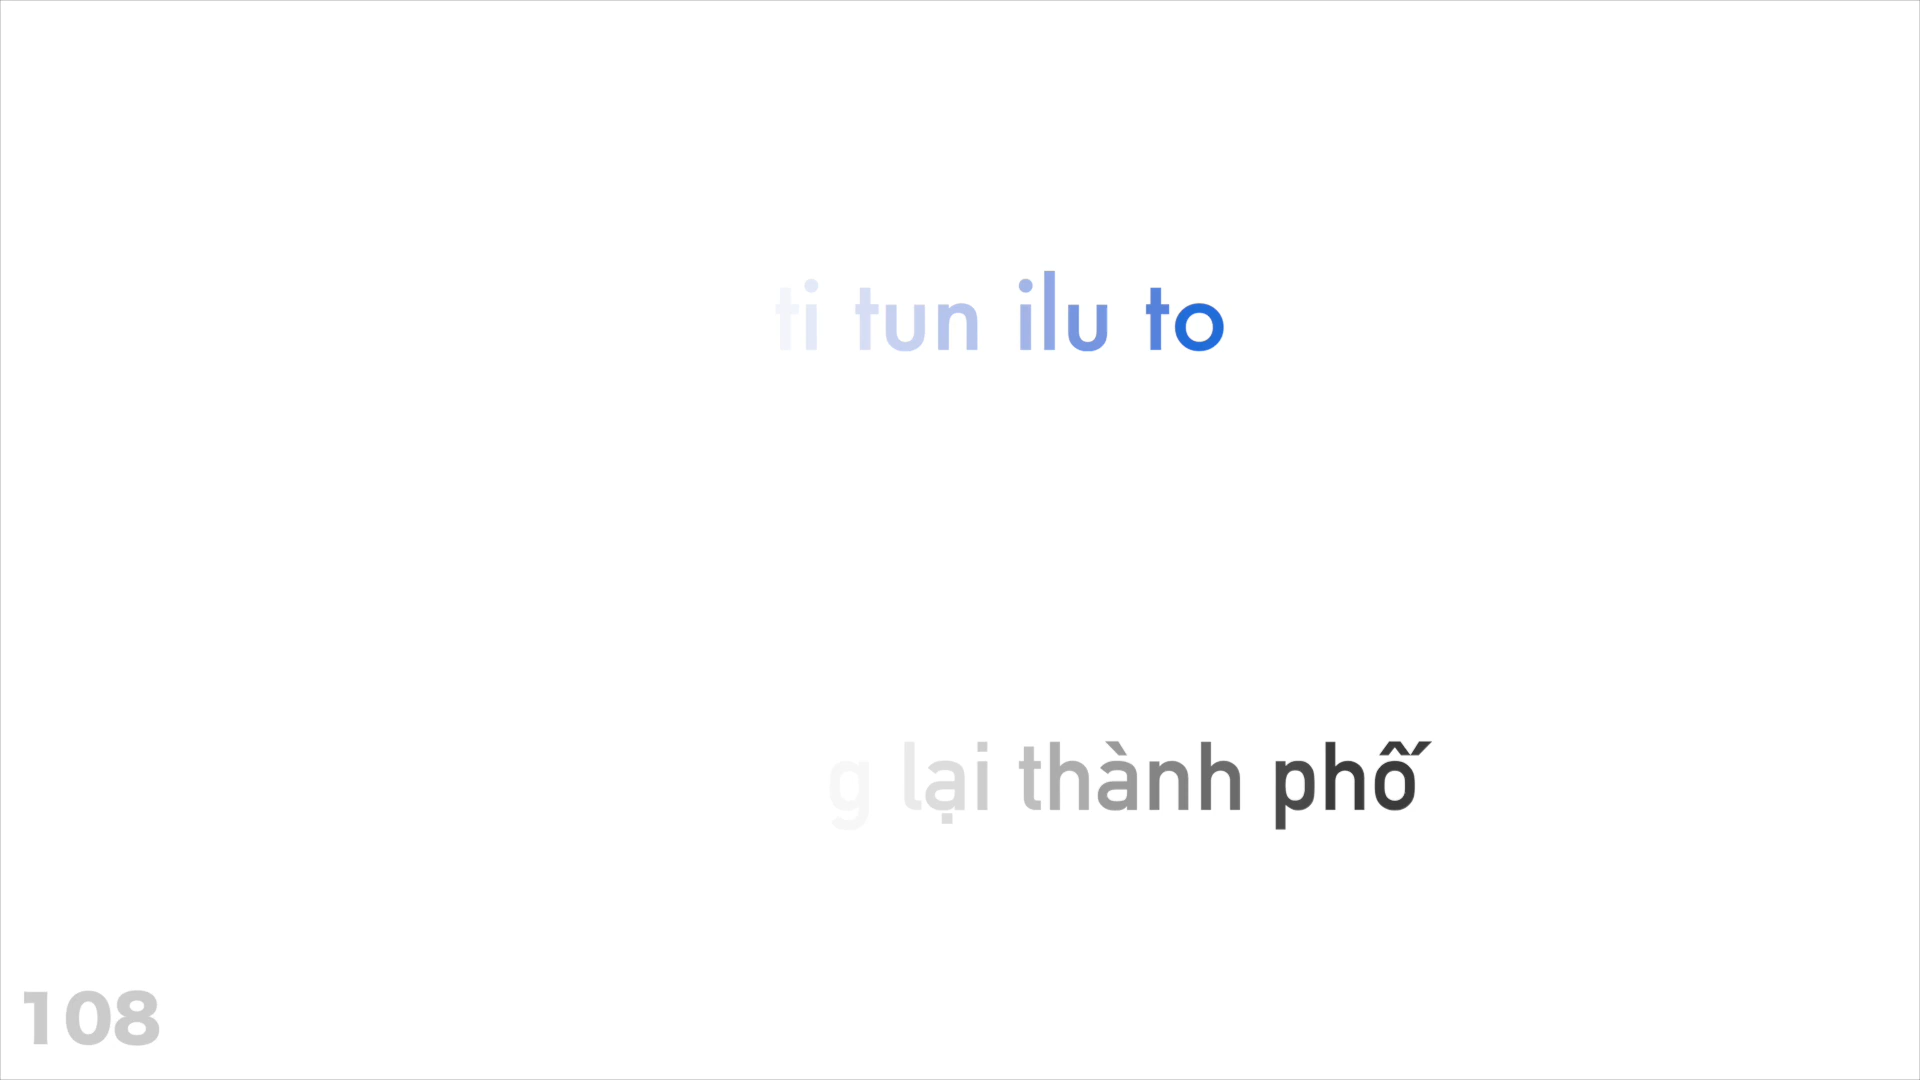 ti tun ilu to
g lại thành phố
108